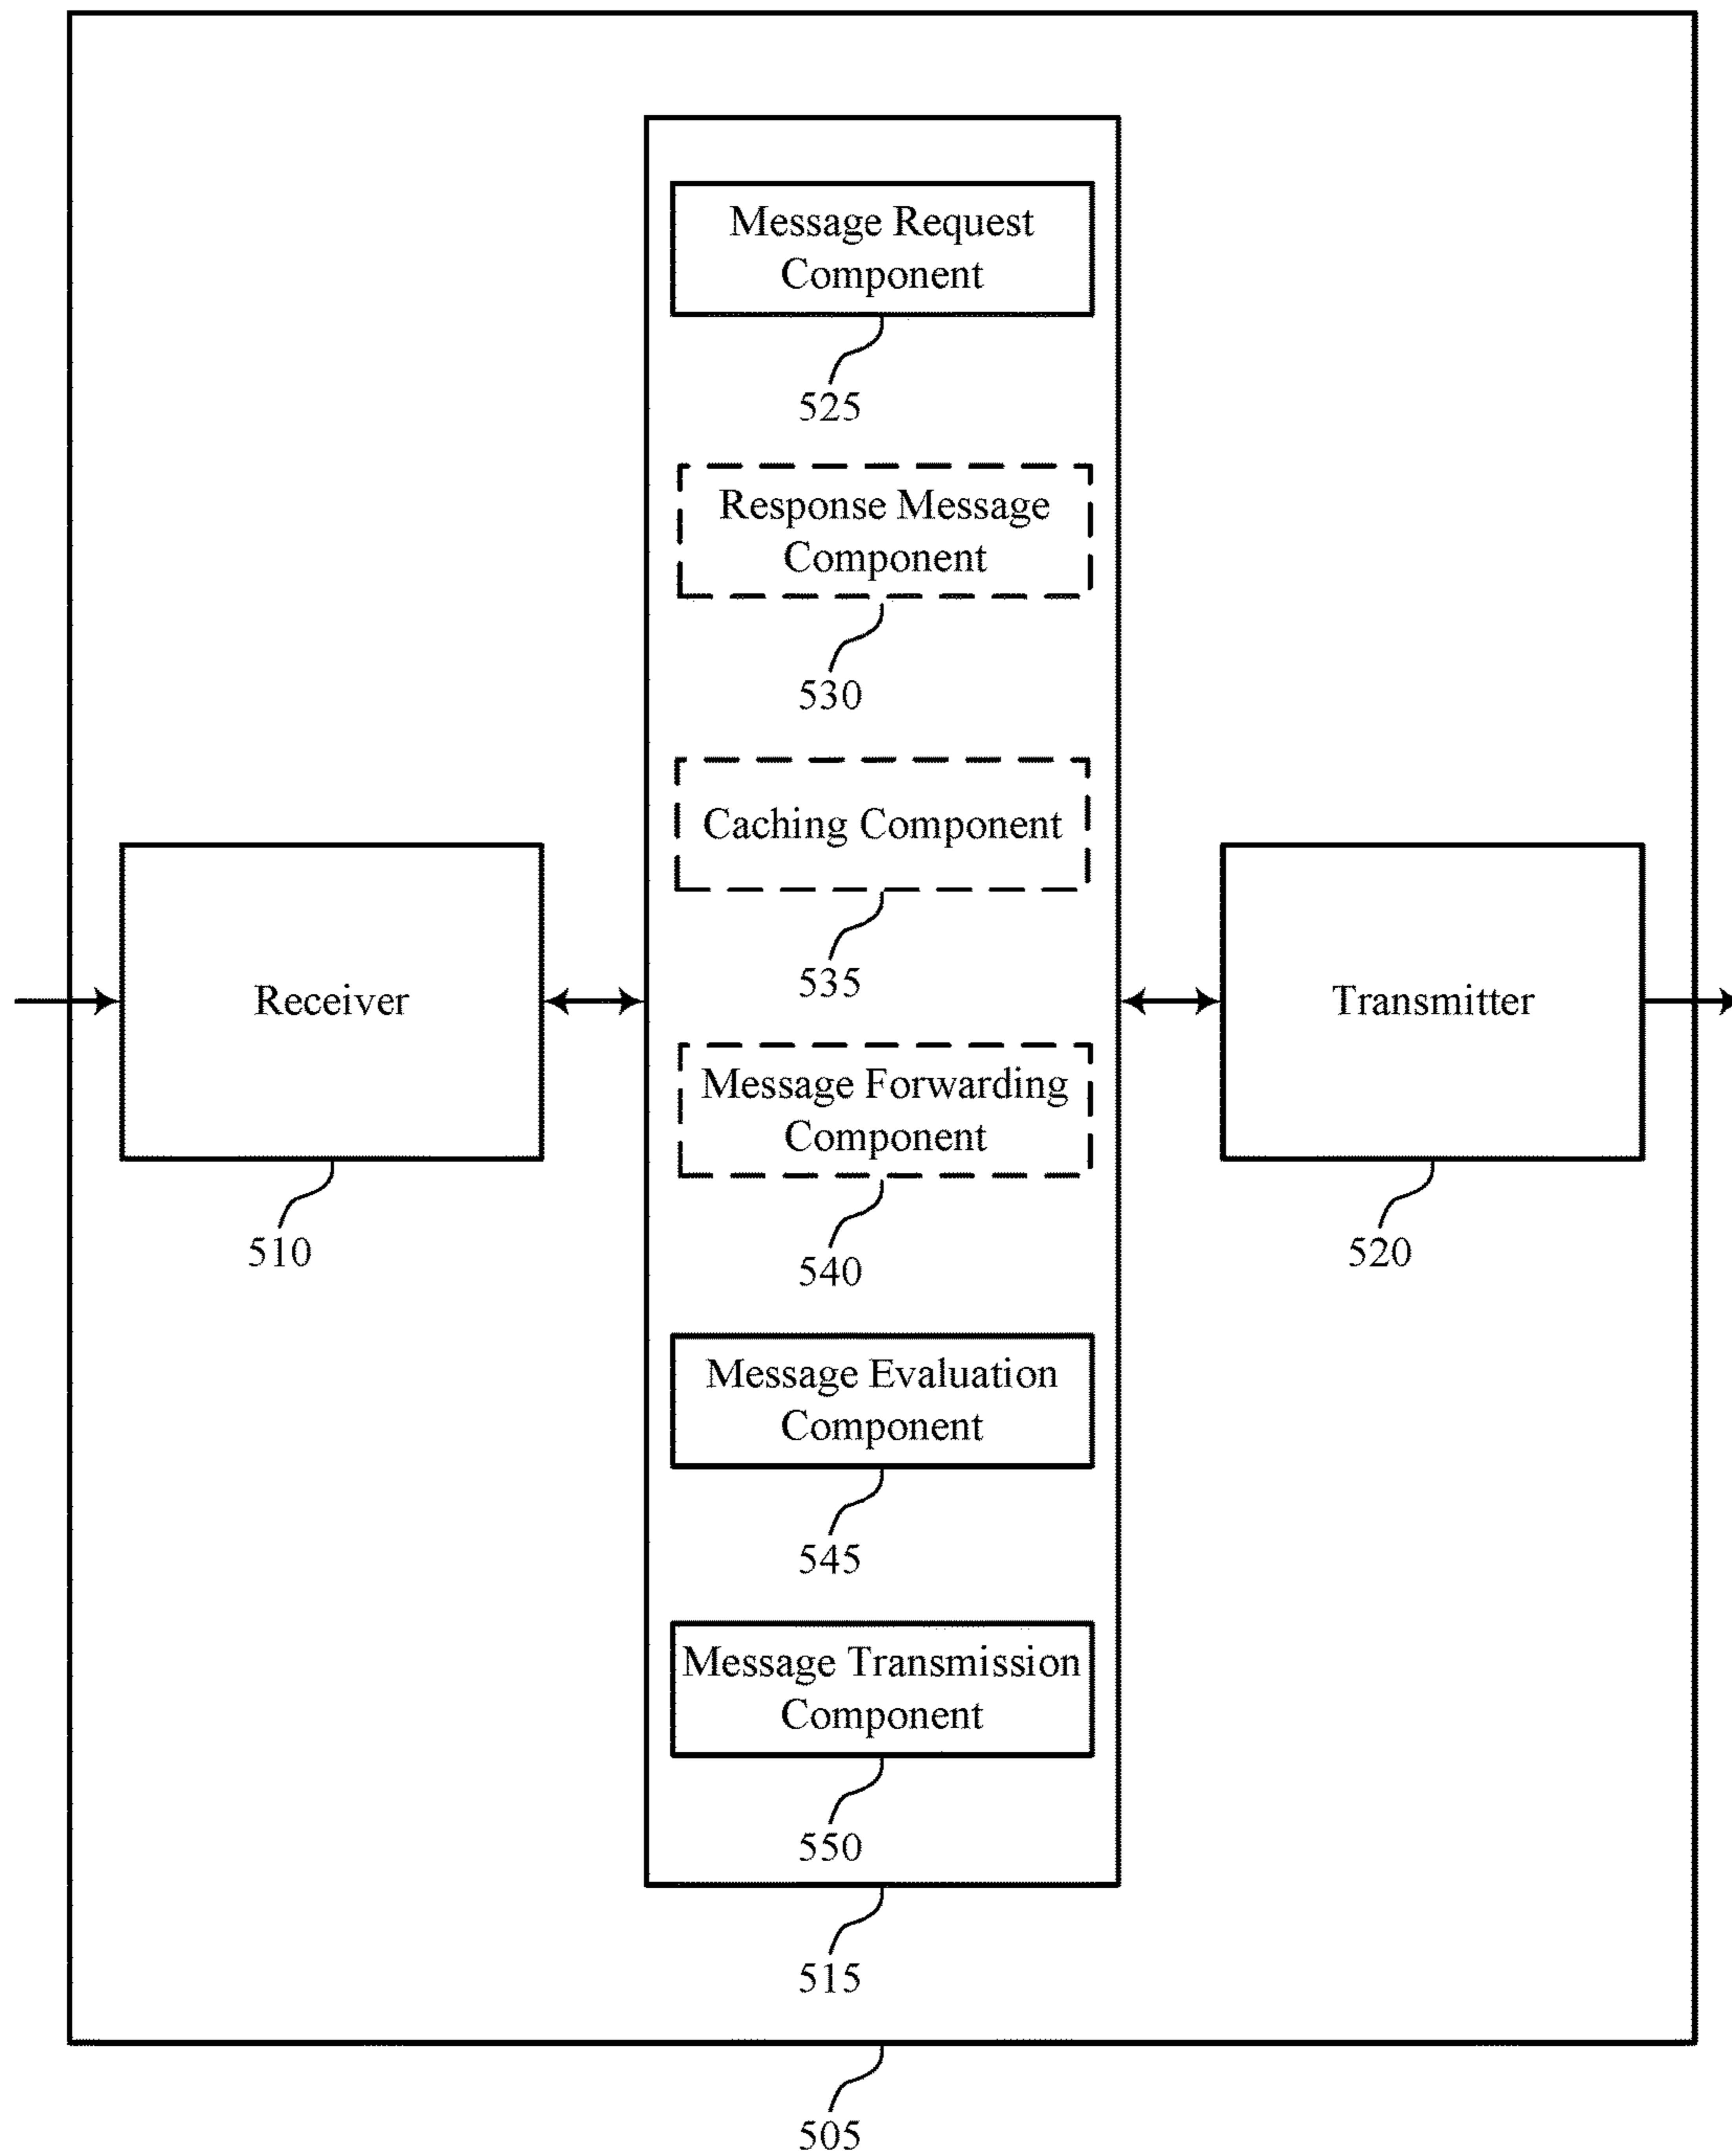 Message Request
Component
525
Response Message
Component
530
Caching Component
535
Receiver
510
Message Forwarding
Component
540
Transmitter
520
Message Evaluation
Component
545
Message Transmission
Component
550
515
505